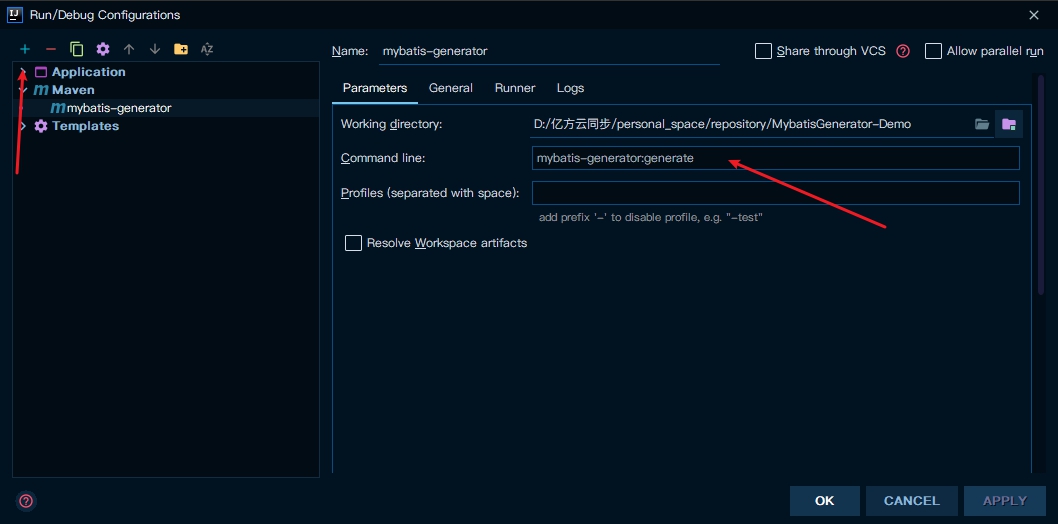 Run/Debug Configurations
Name: mybatis-generator
Share through VCS
Allow parallel run
Application
Maven
mybatis-generator
Templates
Parameters General Runner Logs
Working directory: D:/亿方云同步/personal_space/repository/MybatisGenerator-Demo
Command line: mybatis-generator:generate
Profiles (separated with space):
add prefix '-' to disable profile, e.g. "-test"
Resolve Workspace artifacts
OK CANCEL APPLY